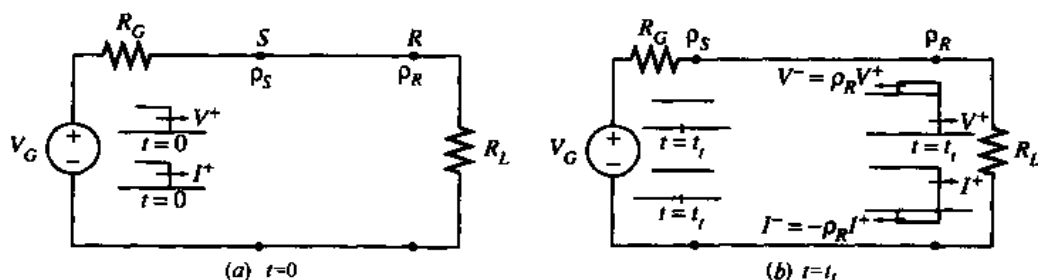 R_G S R
ρ_S ρ_R
V_G + −
V⁺
t = 0
I⁺
t = 0
R_L
(a) t=0
R_G ρ_S ρ_R
V⁻ = ρ_R V⁺
V⁺
t = t_t t = t_t
V_G + −
R_L
I⁺
t = t_t
I⁻ = −ρ_R I⁺
(b) t=t_t